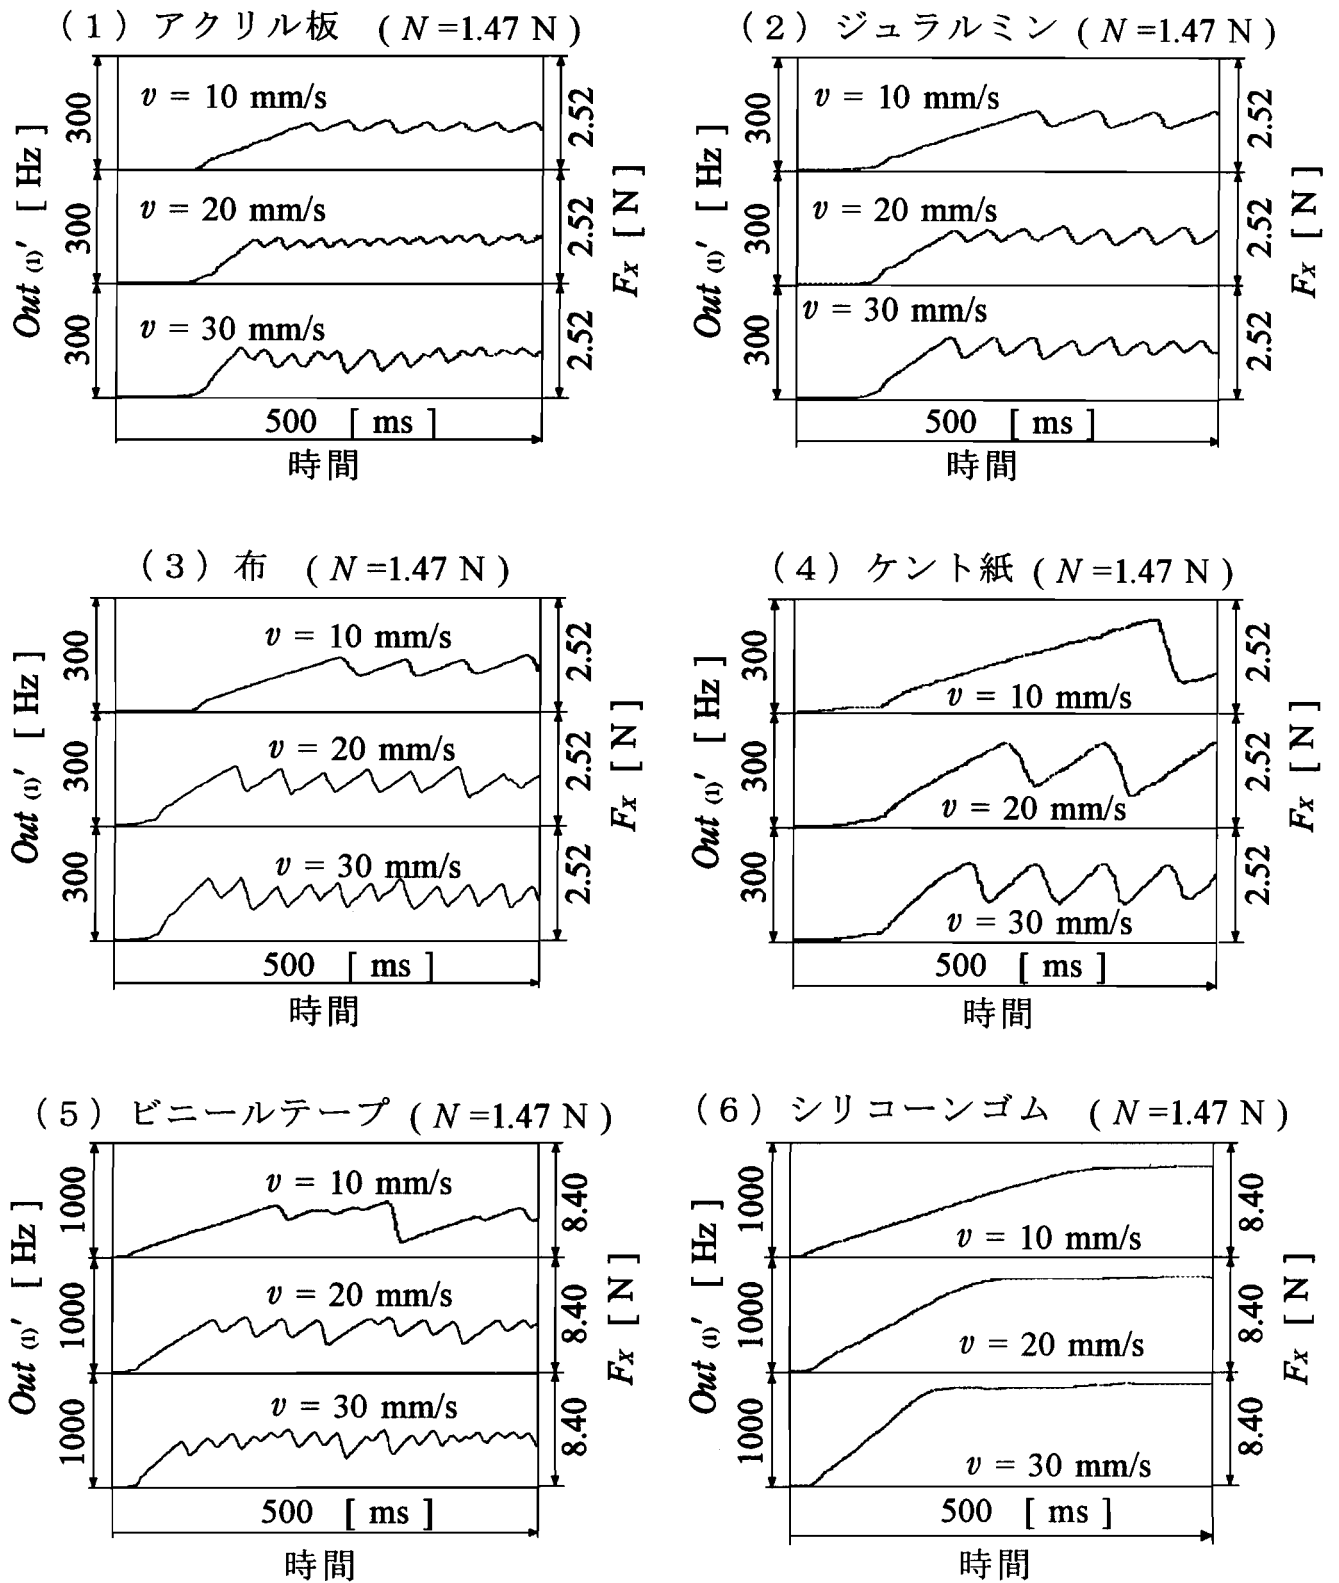 (1) アクリル板 (N=1.47 N)
Out (1)′ [Hz]
300
300
300
v = 10 mm/s
v = 20 mm/s
v = 30 mm/s
2.52
2.52
2.52
Fx [N]
500 [ms]
時間
(2) ジュラルミン (N=1.47 N)
Out (1)′ [Hz]
300
300
300
v = 10 mm/s
v = 20 mm/s
v = 30 mm/s
2.52
2.52
2.52
Fx [N]
500 [ms]
時間
(3) 布 (N=1.47 N)
Out (1)′ [Hz]
300
300
300
v = 10 mm/s
v = 20 mm/s
v = 30 mm/s
2.52
2.52
2.52
Fx [N]
500 [ms]
時間
(4) ケント紙 (N=1.47 N)
Out (1)′ [Hz]
300
300
300
v = 10 mm/s
v = 20 mm/s
v = 30 mm/s
2.52
2.52
2.52
Fx [N]
500 [ms]
時間
(5) ビニールテープ (N=1.47 N)
Out (1)′ [Hz]
1000
1000
1000
v = 10 mm/s
v = 20 mm/s
v = 30 mm/s
8.40
8.40
8.40
Fx [N]
500 [ms]
時間
(6) シリコーンゴム (N=1.47 N)
Out (1)′ [Hz]
1000
1000
1000
v = 10 mm/s
v = 20 mm/s
v = 30 mm/s
8.40
8.40
8.40
Fx [N]
500 [ms]
時間